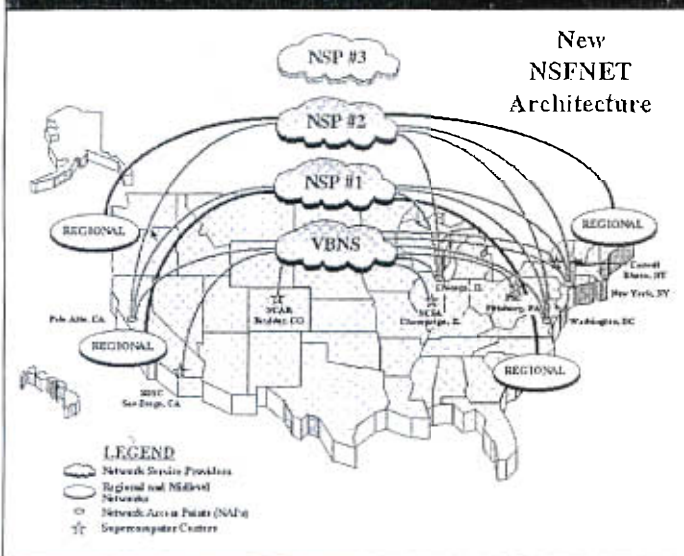 New
NSFNET
Architecture
NSP #3
NSP #2
NSP #1
VBNS
REGIONAL
REGIONAL
REGIONAL
REGIONAL
Cornell
Ithaca, NY
New York, NY
Chicago, IL
PSC
Pittsburg, PA
NCAR
Boulder, CO
NCSA
Champaign, IL
Palo Alto, CA
Washington, DC
SDSC
San Diego, CA
LEGEND
Network Service Providers
Regional and Midlevel
Networks
Network Access Points (NAPs)
Supercomputer Centers